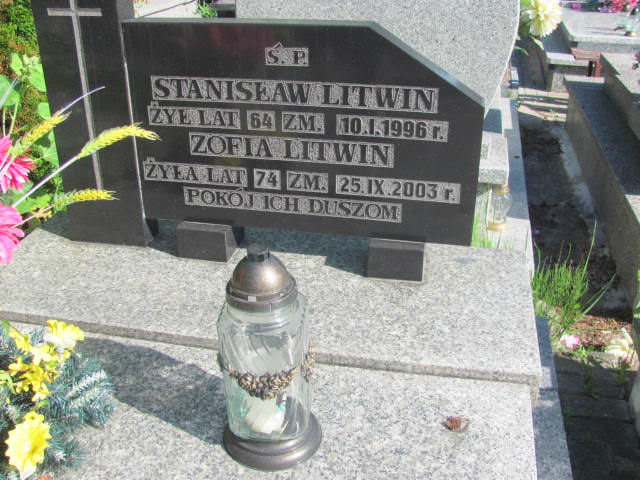 Ś.P.
STANISŁAW LITWIN
ŻYŁ LAT 64 ZM. 10.I.1996 r.
ZOFIA LITWIN
ŻYŁA LAT 74 ZM. 25.IX.2003 r.
POKÓJ ICH DUSZOM